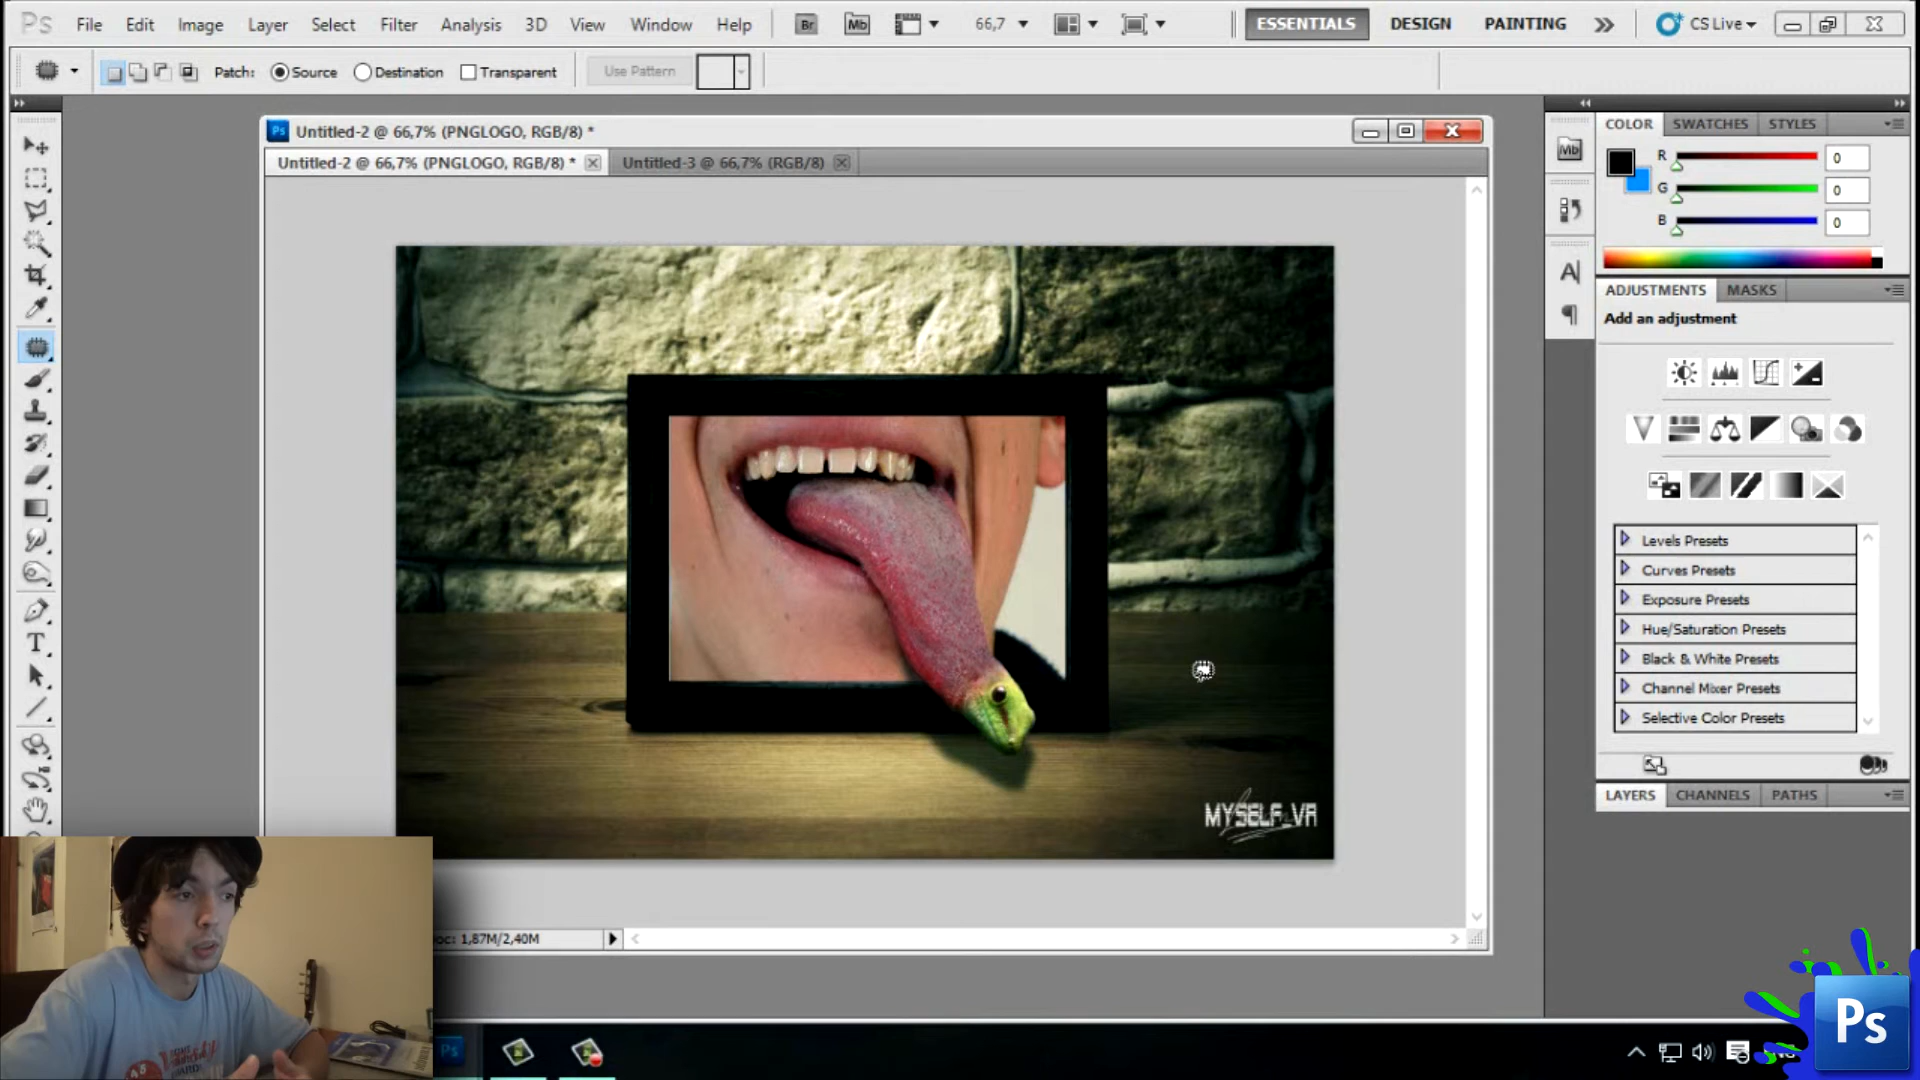 Ps File Edit Image Layer Select Filter Analysis 3D View Window Help Br Mb 66,7 ESSENTIALS DESIGN PAINTING CS Live
Patch: Source Destination Transparent Use Pattern
Ps Untitled-2 @ 66,7% (PNGLOGO, RGB/8) *
Untitled-2 @ 66,7% (PNGLOGO, RGB/8) * Untitled-3 @ 66,7% (RGB/8)
COLOR SWATCHES STYLES
Mb
R 0
G 0
B 0
A
ADJUSTMENTS MASKS
Add an adjustment
Levels Presets
Curves Presets
Exposure Presets
Hue/Saturation Presets
Black & White Presets
Channel Mixer Presets
Selective Color Presets
LAYERS CHANNELS PATHS
T
MYSELF_VR
oc: 1,87M/2,40M
Ps
Ps